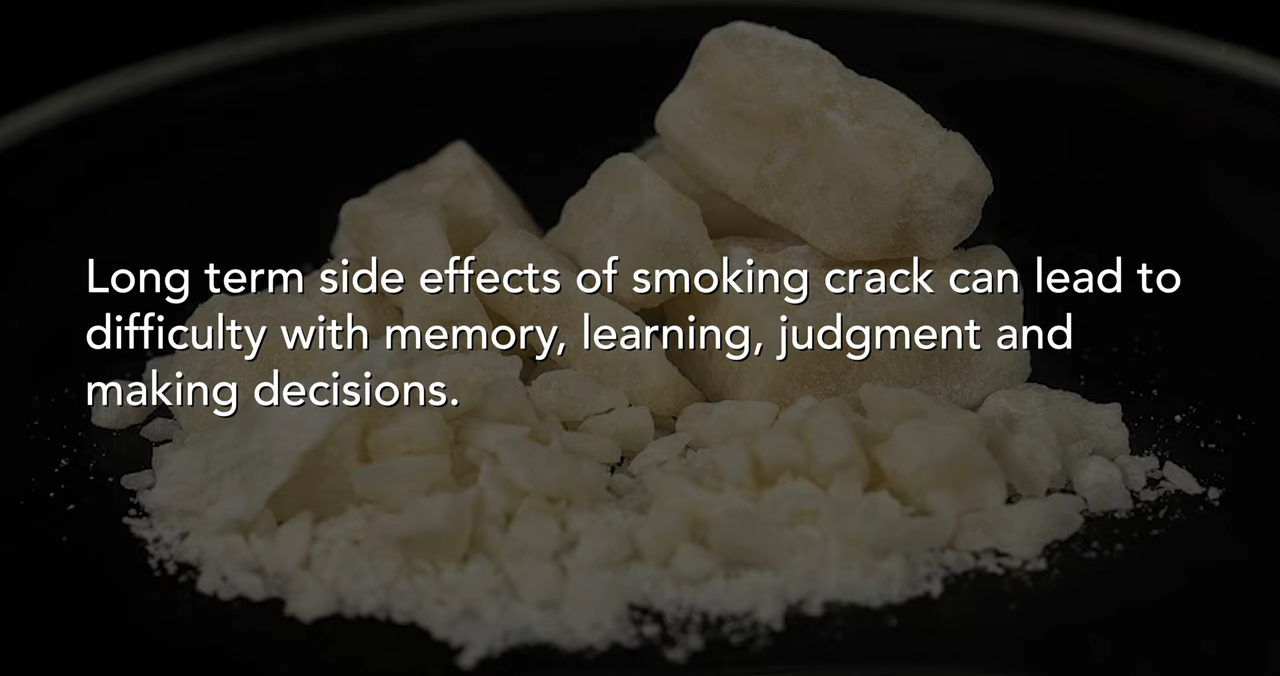 Long term side effects of smoking crack can lead to
difficulty with memory, learning, judgment and
making decisions.